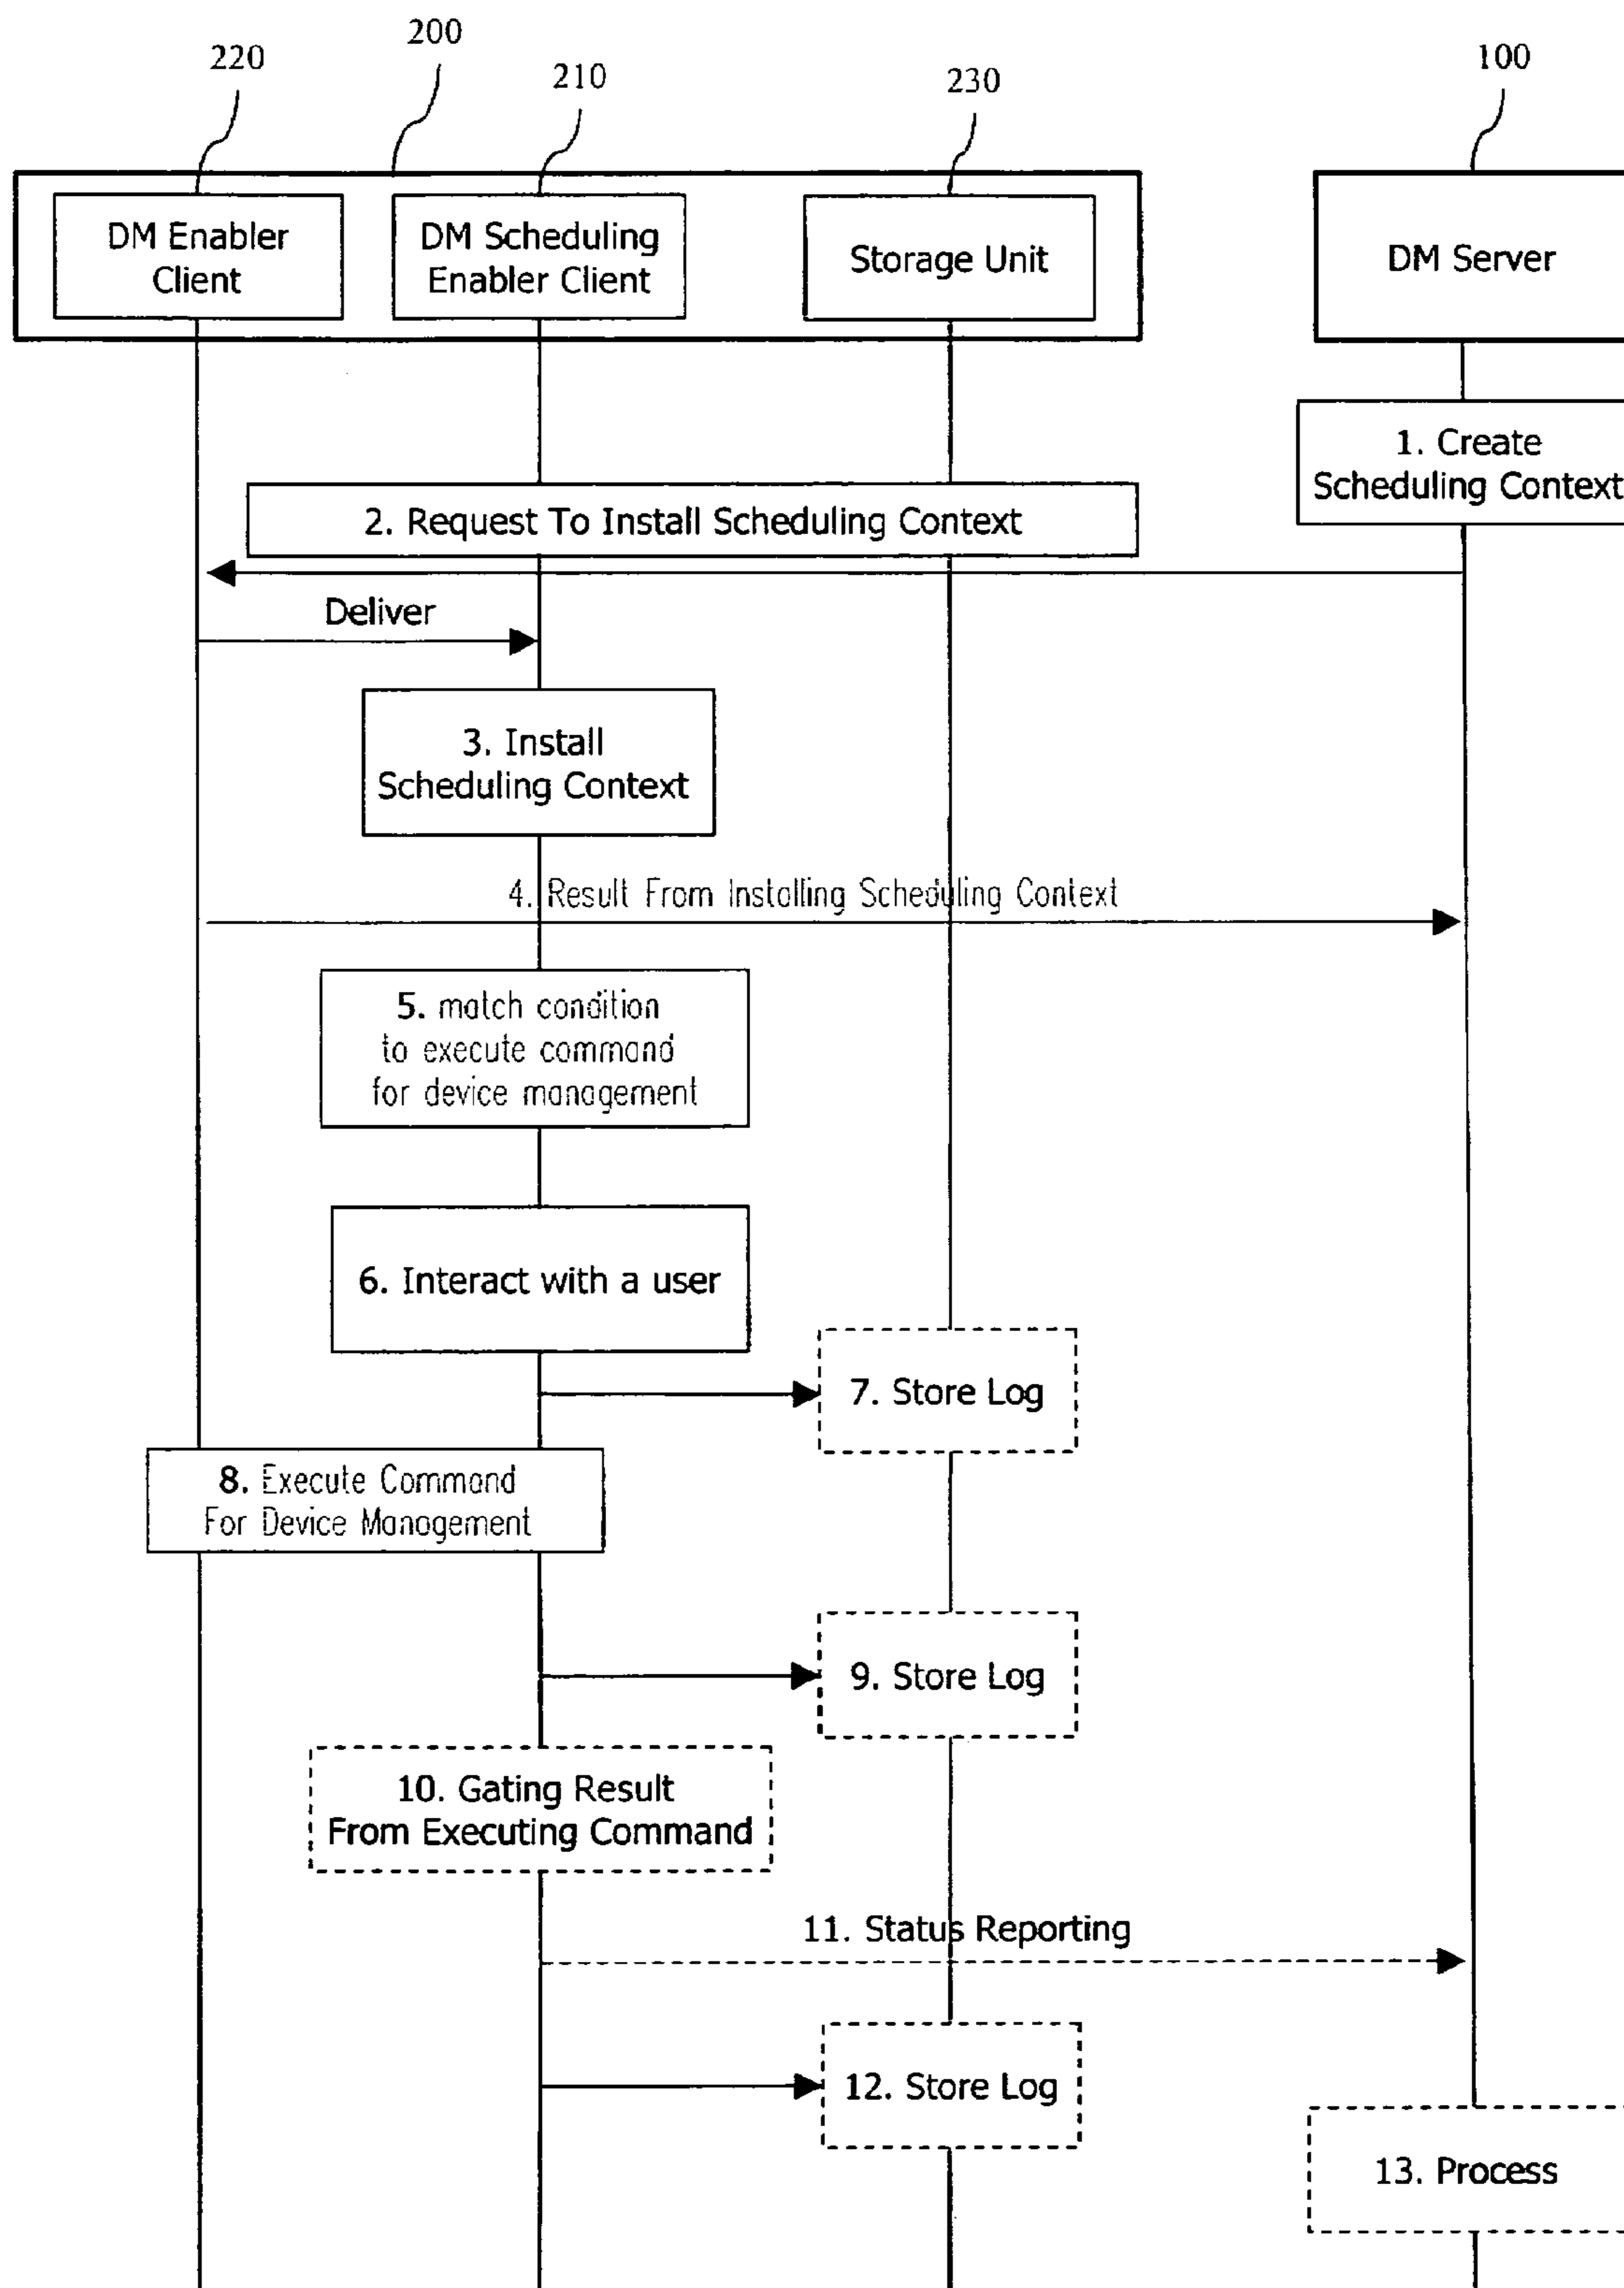 200
220
210
230
100
DM Enabler
Client
DM Scheduling
Enabler Client
Storage Unit
DM Server
1. Create
Scheduling Context
2. Request To Install Scheduling Context
Deliver
3. Install
Scheduling Context
4. Result From Installing Scheduling Context
5. match condition
to execute command
for device management
6. Interact with a user
7. Store Log
8. Execute Command
For Device Management
9. Store Log
10. Gating Result
From Executing Command
11. Status Reporting
12. Store Log
13. Process